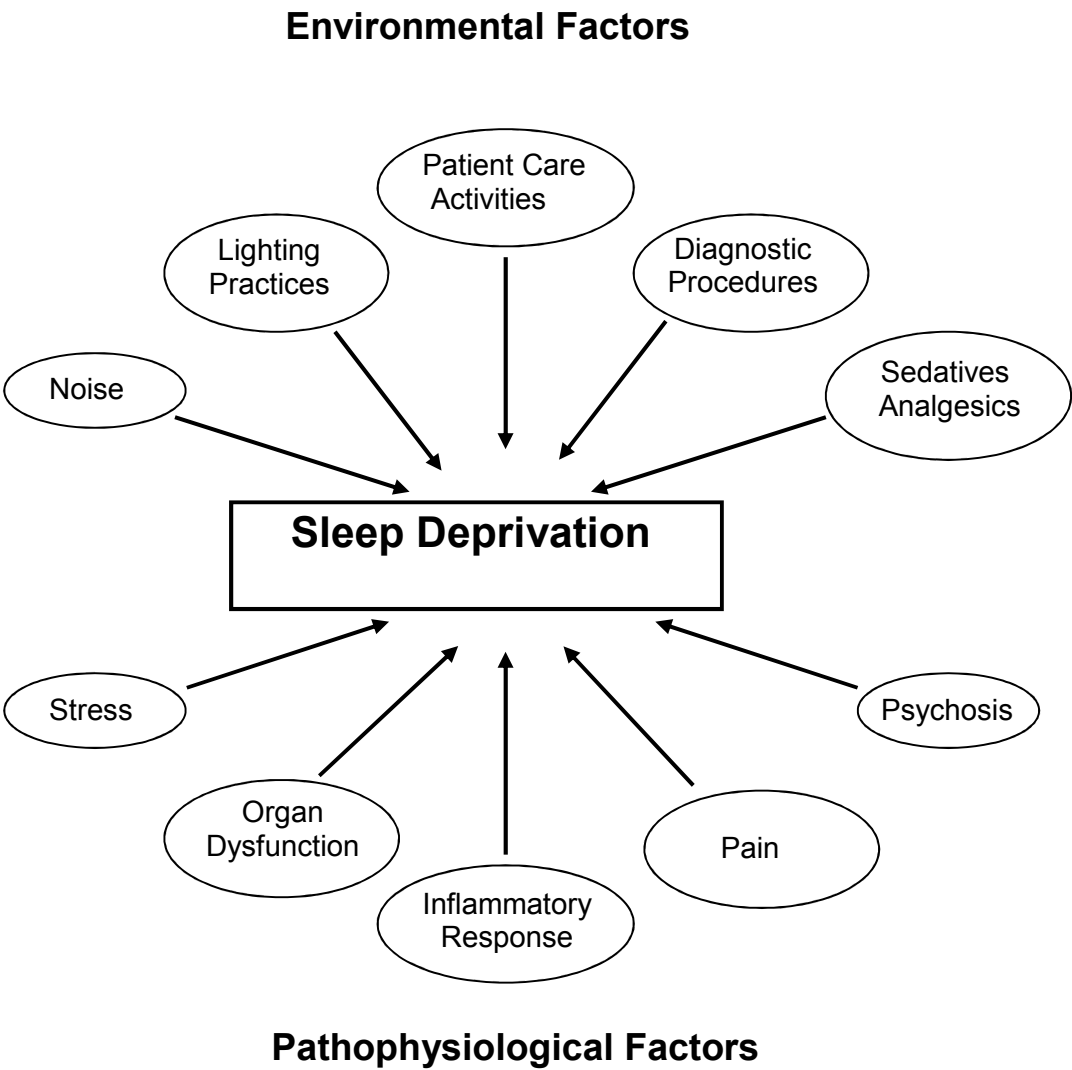 Environmental Factors
Patient Care
Activities
Lighting
Practices
Diagnostic
Procedures
Noise
Sedatives
Analgesics
Sleep Deprivation
Stress
Psychosis
Organ
Dysfunction
Pain
Inflammatory
Response
Pathophysiological Factors